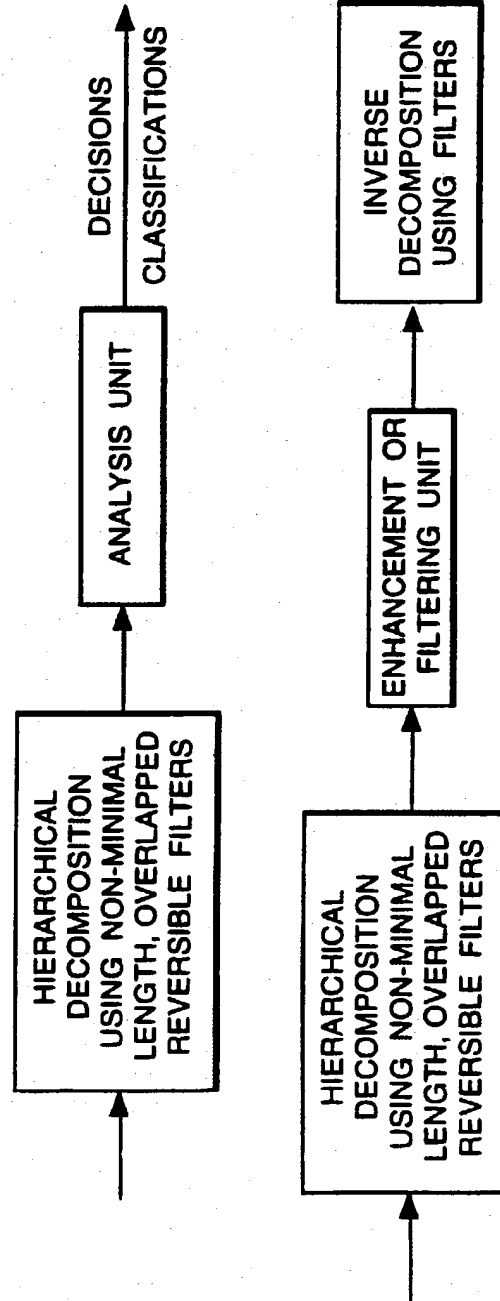 HIERARCHICAL
DECOMPOSITION
USING NON-MINIMAL
LENGTH, OVERLAPPED
REVERSIBLE FILTERS
ANALYSIS UNIT
DECISIONS
CLASSIFICATIONS
HIERARCHICAL
DECOMPOSITION
USING NON-MINIMAL
LENGTH, OVERLAPPED
REVERSIBLE FILTERS
ENHANCEMENT OR
FILTERING UNIT
INVERSE
DECOMPOSITION
USING FILTERS